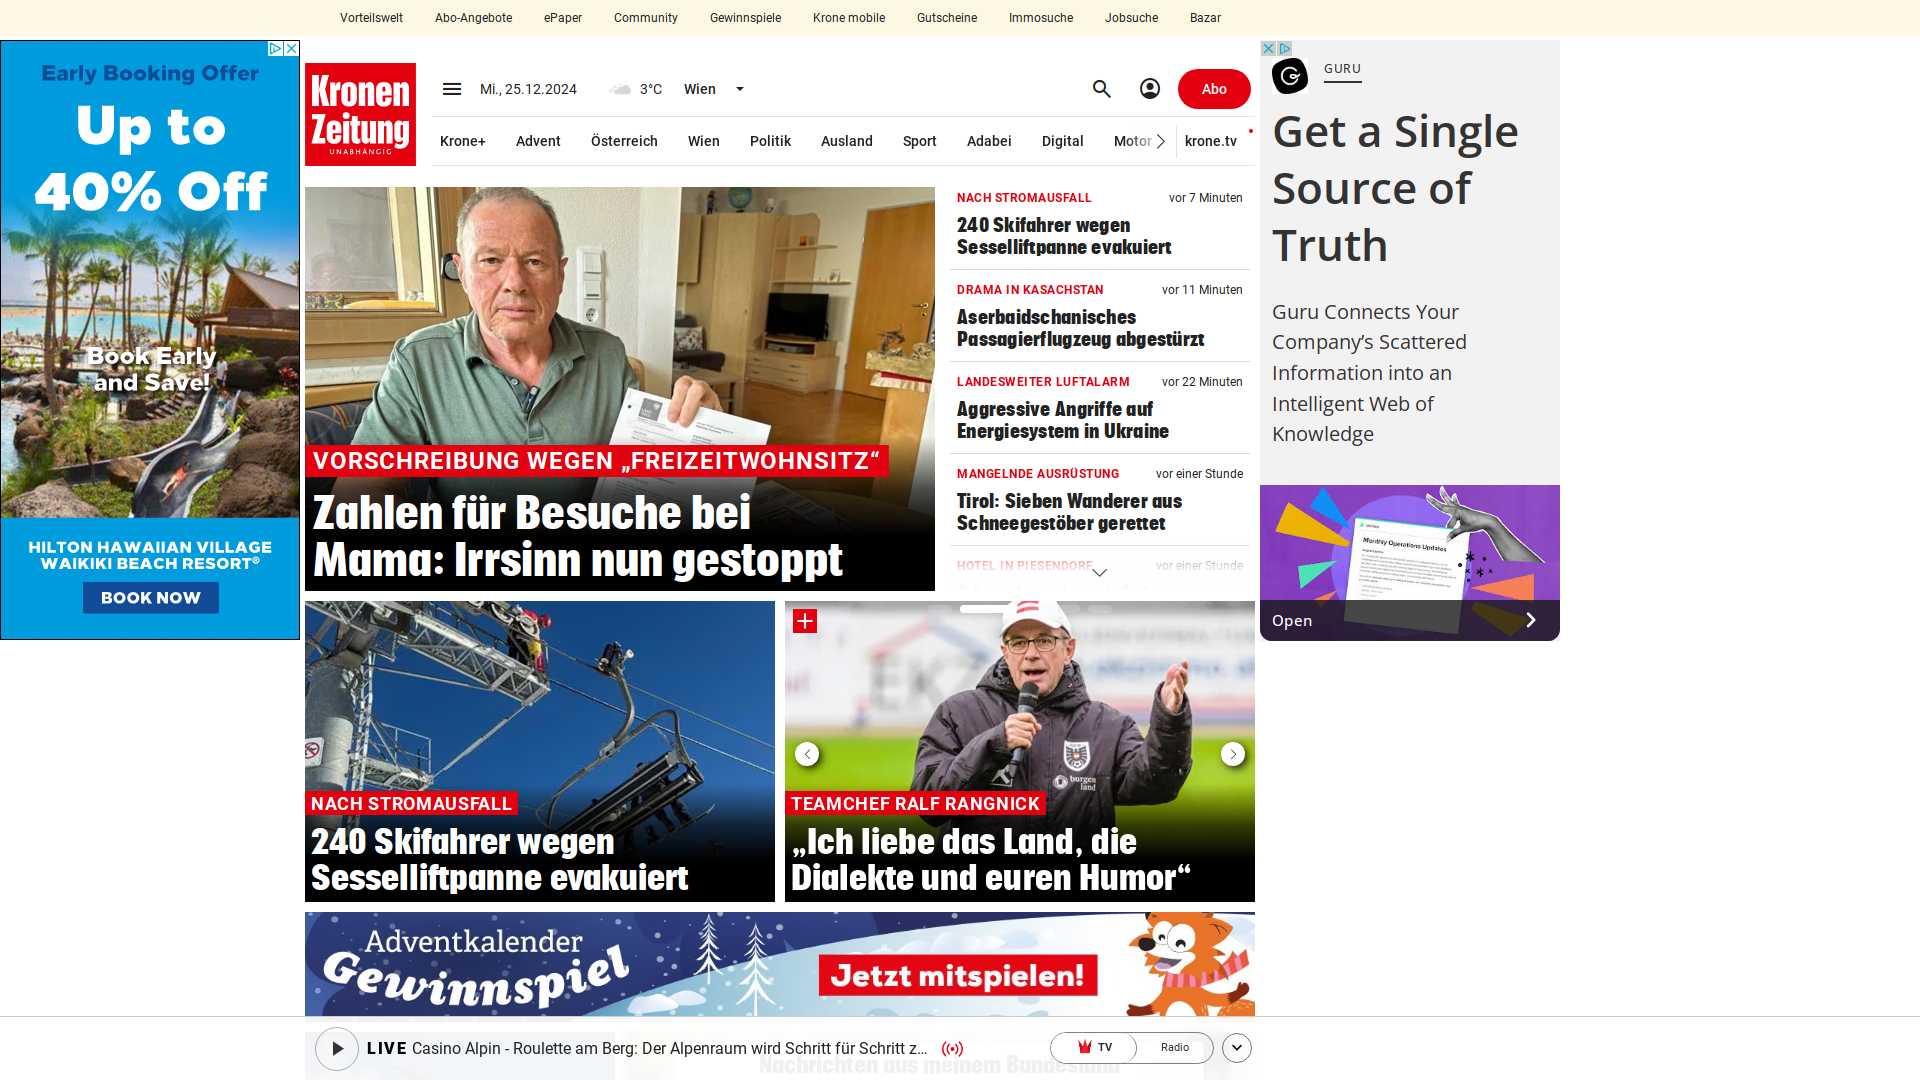 Vorteilswelt Abo-Angebote ePaper Community Gewinnspiele Krone mobile Gutscheine Immosuche Jobsuche Bazar
Early Booking Offer
Up to
40% Off
Book Early
and Save!
HILTON HAWAIIAN VILLAGE
WAIKIKI BEACH RESORT®
BOOK NOW
Kronen
Zeitung
UNABHÄNGIG
Mi., 25.12.2024 3°C Wien
Abo
Krone+ Advent Österreich Wien Politik Ausland Sport Adabei Digital Motor krone.tv
VORSCHREIBUNG WEGEN „FREIZEITWOHNSITZ“
Zahlen für Besuche bei
Mama: Irrsinn nun gestoppt
NACH STROMAUSFALL vor 7 Minuten
240 Skifahrer wegen
Sesselliftpanne evakuiert
DRAMA IN KASACHSTAN vor 11 Minuten
Aserbaidschanisches
Passagierflugzeug abgestürzt
LANDESWEITER LUFTALARM vor 22 Minuten
Aggressive Angriffe auf
Energiesystem in Ukraine
MANGELNDE AUSRÜSTUNG vor einer Stunde
Tirol: Sieben Wanderer aus
Schneegestöber gerettet
HOTEL IN PIESENDORF vor einer Stunde
NACH STROMAUSFALL
240 Skifahrer wegen
Sesselliftpanne evakuiert
TEAMCHEF RALF RANGNICK
„Ich liebe das Land, die
Dialekte und euren Humor“
burgen
land
Adventkalender
Gewinnspiel
Jetzt mitspielen!
LIVE Casino Alpin - Roulette am Berg: Der Alpenraum wird Schritt für Schritt z...
TV
Radio
Nachrichten aus meinem Bundesland
GURU
Get a Single
Source of
Truth
Guru Connects Your
Company’s Scattered
Information into an
Intelligent Web of
Knowledge
Monthly Operations Updates
Open